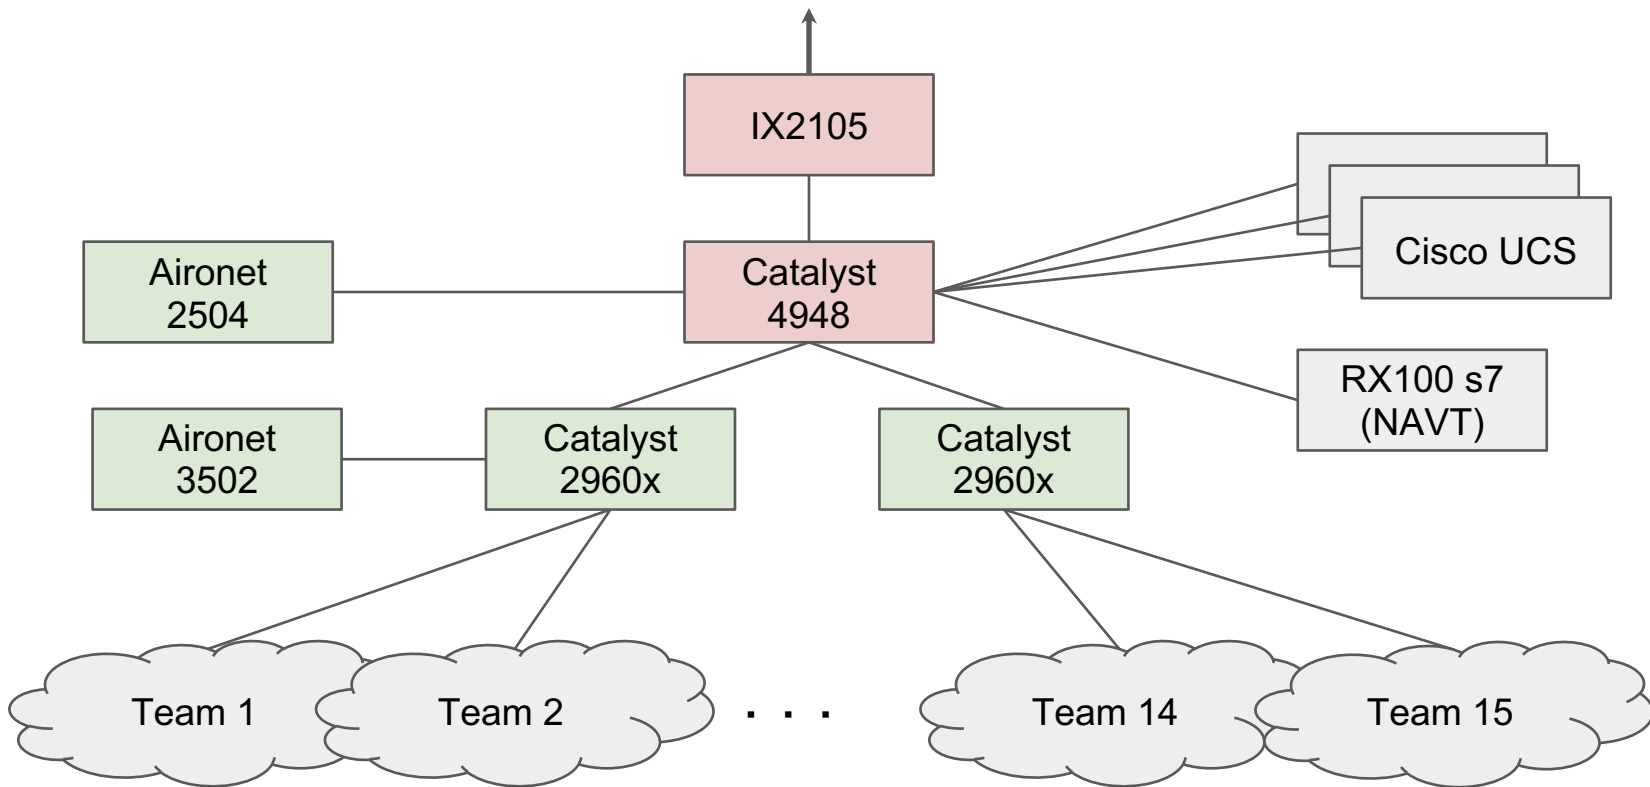 IX2105
Cisco UCS
Aironet
2504
Catalyst
4948
RX100 s7
(NAVT)
Aironet
3502
Catalyst
2960x
Catalyst
2960x
Team 1
Team 2
. . .
Team 14
Team 15